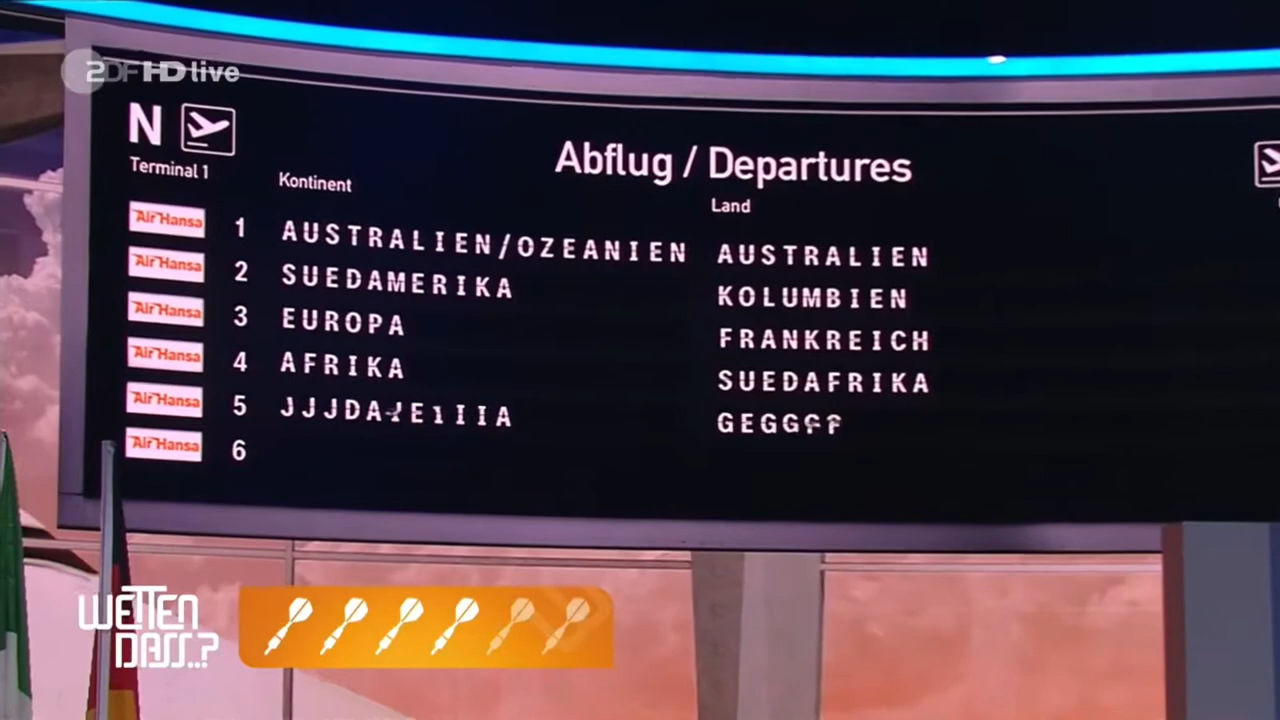 ZDF HD live
N
Terminal 1
Abflug / Departures
Kontinent
Land
Air Hansa 1 AUSTRALIEN/OZEANIEN AUSTRALIEN
Air Hansa 2 SUEDAMERIKA KOLUMBIEN
Air Hansa 3 EUROPA FRANKREICH
Air Hansa 4 AFRIKA SUEDAFRIKA
Air Hansa 5
Air Hansa 6
WETTEN
DASS..?